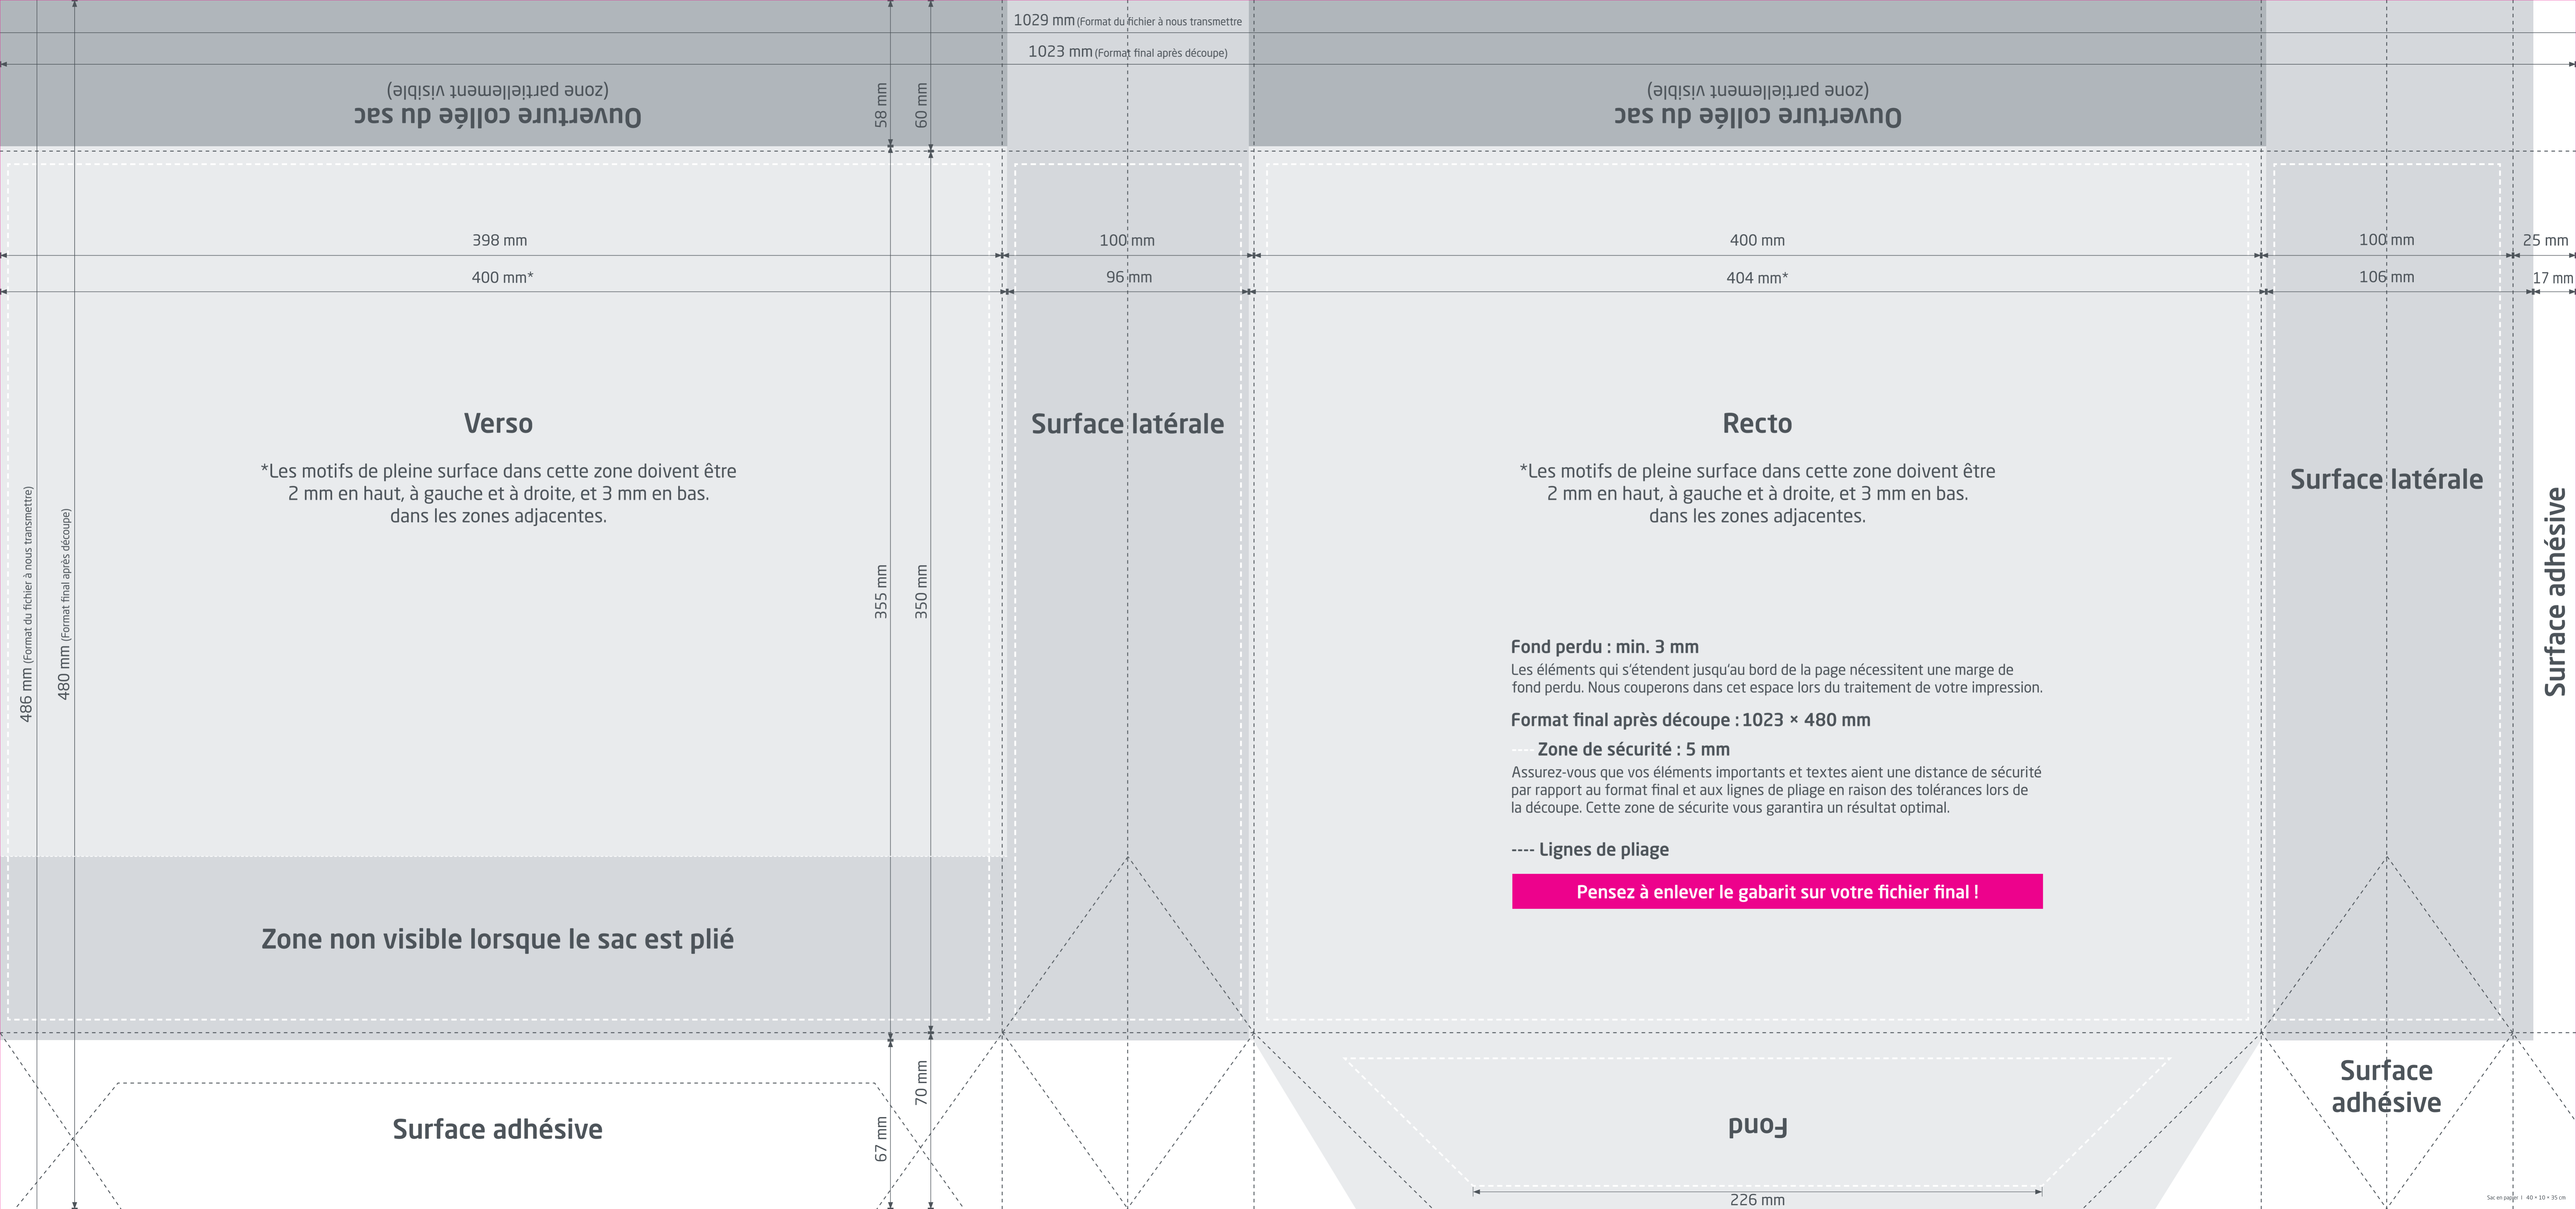 1029 mm (Format du fichier à nous transmettre
1023 mm (Format final après découpe)
Ouverture collée du sac
(zone partiellement visible)
58 mm
60 mm
Ouverture collée du sac
(zone partiellement visible)
398 mm
100 mm
400 mm
100 mm
25 mm
400 mm*
96 mm
404 mm*
106 mm
17 mm
Verso
*Les motifs de pleine surface dans cette zone doivent être
2 mm en haut, à gauche et à droite, et 3 mm en bas.
dans les zones adjacentes.
Surface latérale
Recto
*Les motifs de pleine surface dans cette zone doivent être
2 mm en haut, à gauche et à droite, et 3 mm en bas.
dans les zones adjacentes.
Surface latérale
Surface adhésive
486 mm (Format du fichier à nous transmettre)
480 mm (Format final après découpe)
355 mm
350 mm
Fond perdu : min. 3 mm
Les éléments qui s'étendent jusqu'au bord de la page nécessitent une marge de
fond perdu. Nous couperons dans cet espace lors du traitement de votre impression.
Format final après découpe : 1023 × 480 mm
---- Zone de sécurité : 5 mm
Assurez-vous que vos éléments importants et textes aient une distance de sécurité
par rapport au format final et aux lignes de pliage en raison des tolérances lors de
la découpe. Cette zone de sécurite vous garantira un résultat optimal.
---- Lignes de pliage
Pensez à enlever le gabarit sur votre fichier final !
Zone non visible lorsque le sac est plié
Surface adhésive
67 mm
70 mm
Fond
226 mm
Surface
adhésive
Sac en papier | 40 × 10 × 35 cm